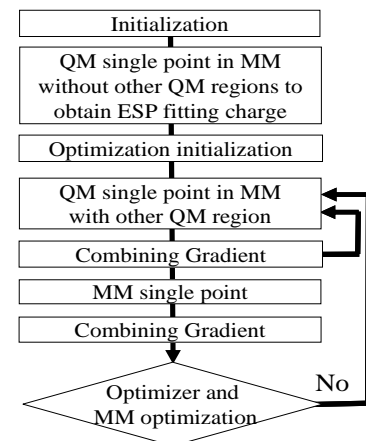 Initialization
QM single point in MM
without other QM regions to
obtain ESP fitting charge
Optimization initialization
QM single point in MM
with other QM region
Combining Gradient
MM single point
Combining Gradient
Optimizer and
MM optimization
No